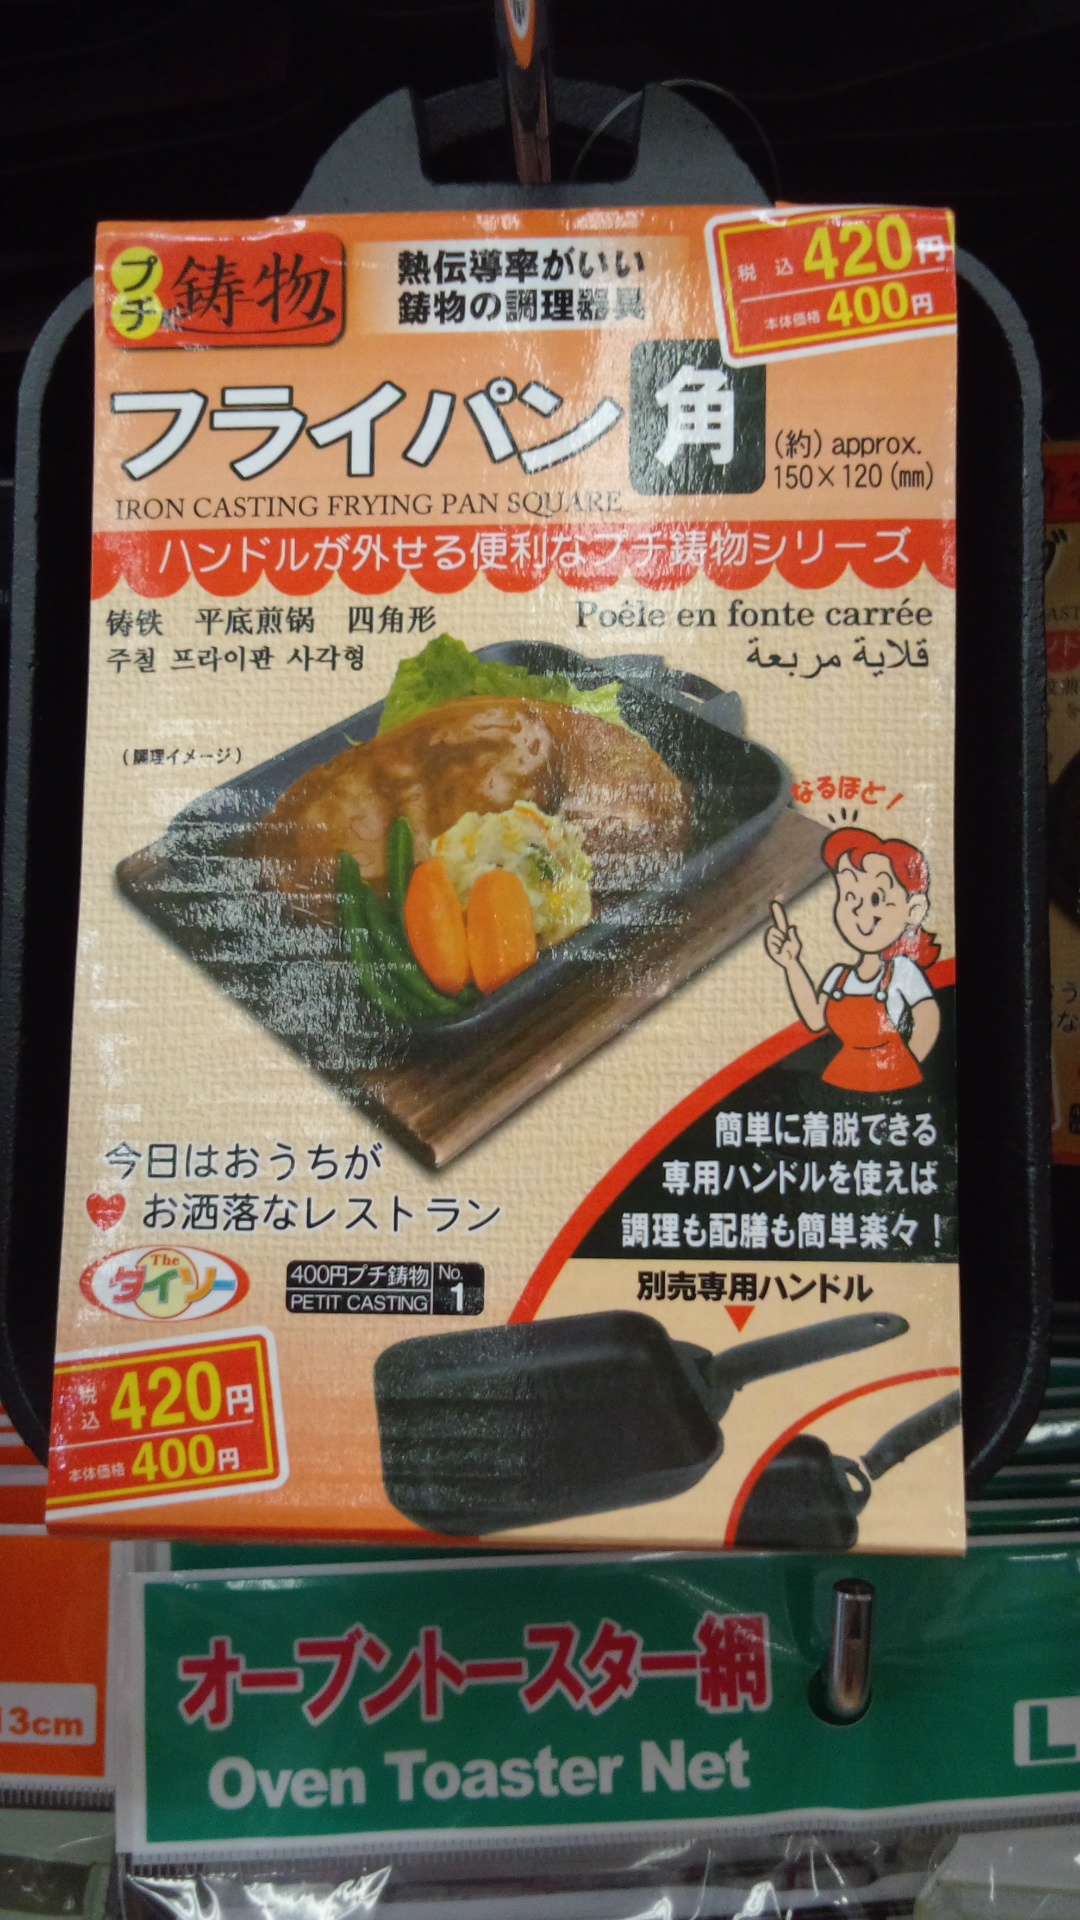 プチ 鋳物
熱伝導率がいい
鋳物の調理器具
税込 420円
本体価格 400円
フライパン 角
(約) approx.
150×120 (mm)
IRON CASTING FRYING PAN SQUARE
ハンドルが外せる便利なプチ鋳物シリーズ
铸铁 平底煎锅 四角形
Poêle en fonte carrée
주철 프라이판 사각형
قلاية مربعة
(調理イメージ)
なるほど!
簡単に着脱できる
専用ハンドルを使えば
調理も配膳も簡単楽々!
今日はおうちが
お洒落なレストラン
The
ダイソー
400円プチ鋳物 No.
PETIT CASTING 1
別売専用ハンドル
税込 420円
本体価格 400円
オーブントースター網
Oven Toaster Net
L
13cm